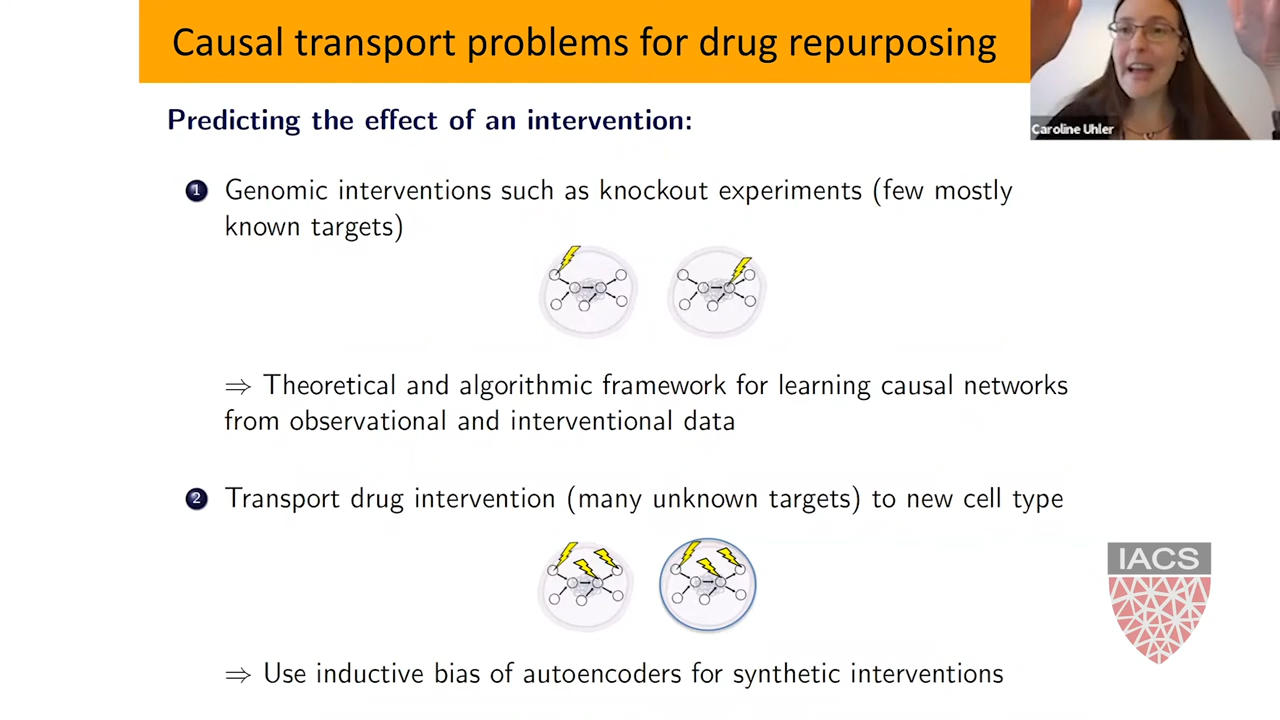 Causal transport problems for drug repurposing
Caroline Uhler
Predicting the effect of an intervention:
1 Genomic interventions such as knockout experiments (few mostly
known targets)
⇒ Theoretical and algorithmic framework for learning causal networks
from observational and interventional data
2 Transport drug intervention (many unknown targets) to new cell type
IACS
⇒ Use inductive bias of autoencoders for synthetic interventions